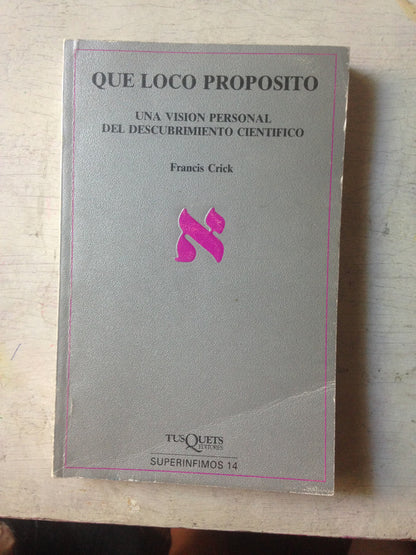 QUE LOCO PROPOSITO
UNA VISION PERSONAL
DEL DESCUBRIMIENTO CIENTIFICO
Francis Crick
א
TUSQUETS
EDITORES
SUPERINFIMOS 14